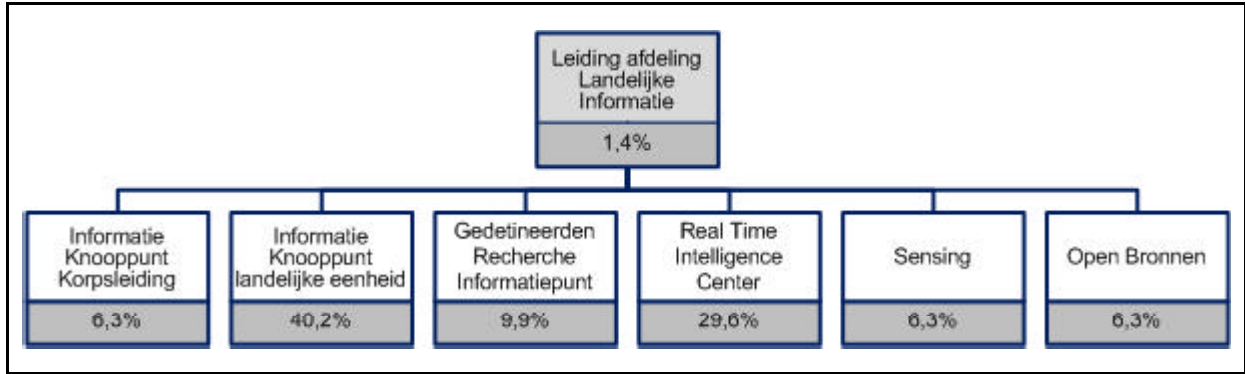 Leiding afdeling
Landelijke
Informatie
1,4%
Informatie
Knooppunt
Korpsleiding
6,3%
Informatie
Knooppunt
landelijke eenheid
40,2%
Gedetineerden
Recherche
Informatiepunt
9,9%
Real Time
Intelligence
Center
29,6%
Sensing
6,3%
Open Bronnen
6,3%